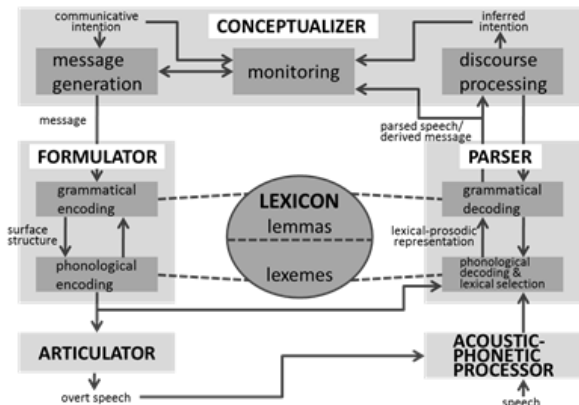 communicative
intention
CONCEPTUALIZER
inferred
intention
message
generation
monitoring
discourse
processing
message
parsed speech/
derived message
FORMULATOR
PARSER
grammatical
encoding
LEXICON
lemmas
grammatical
decoding
surface
structure
lexical-prosodic
representation
phonological
encoding
lexemes
phonological
decoding &
lexical selection
ARTICULATOR
ACOUSTIC-
PHONETIC
PROCESSOR
overt speech
speech